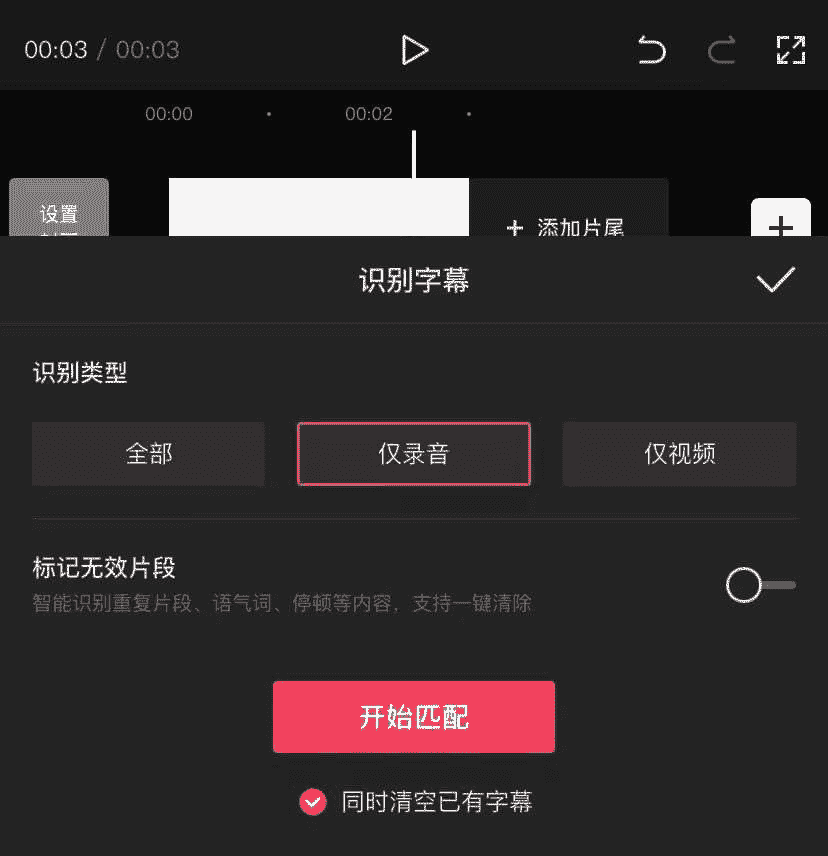 00:03 / 00:03
00:00
00:02
设置
+ 添加片尾
识别字幕
识别类型
全部
仅录音
仅视频
标记无效片段
智能识别重复片段、语气词、停顿等内容，支持一键清除
开始匹配
同时清空已有字幕